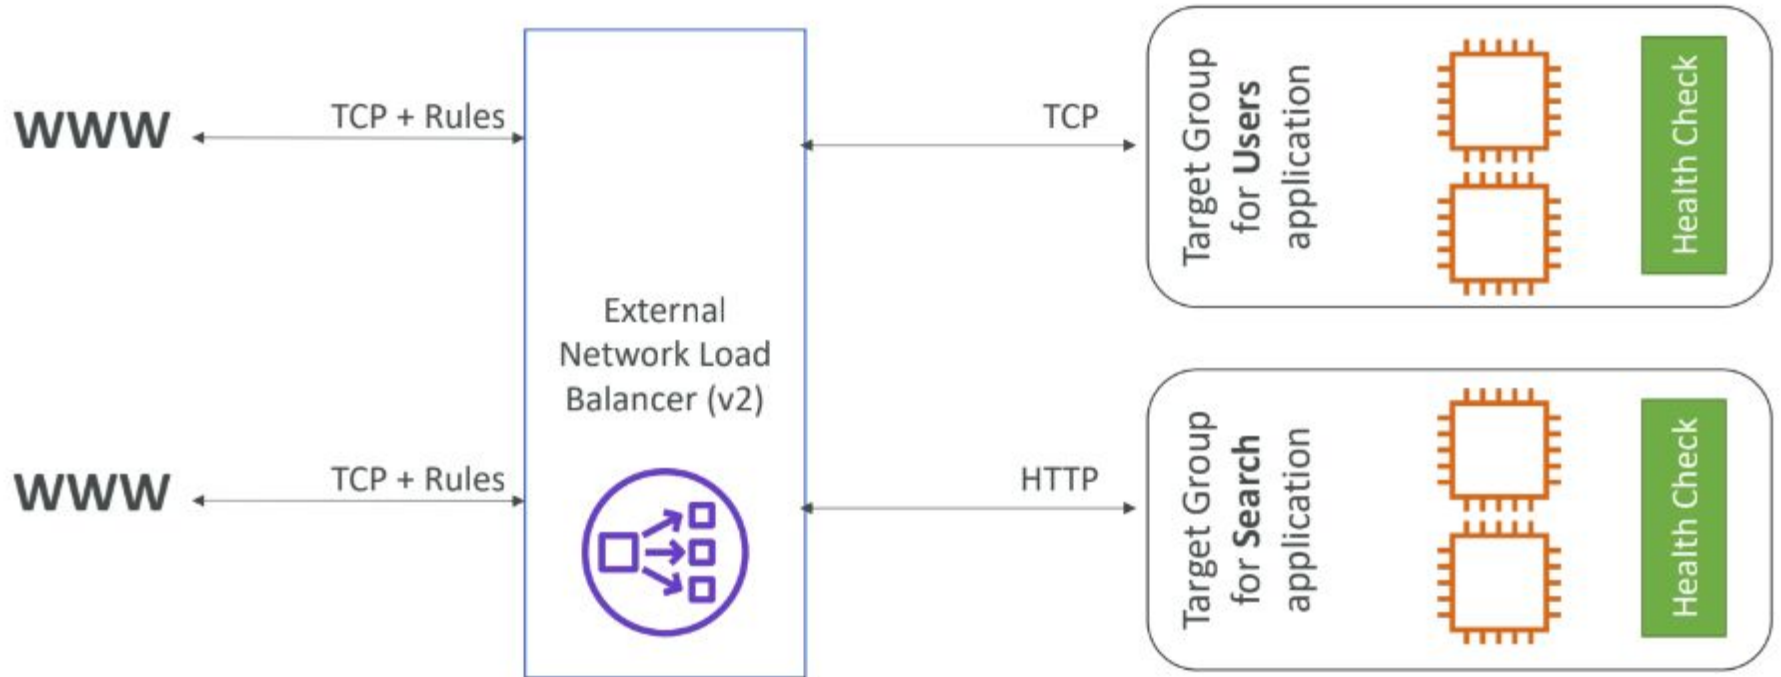 WWW
TCP + Rules
TCP
Target Group
for Users
application
Health Check
External
Network Load
Balancer (v2)
WWW
TCP + Rules
HTTP
Target Group
for Search
application
Health Check